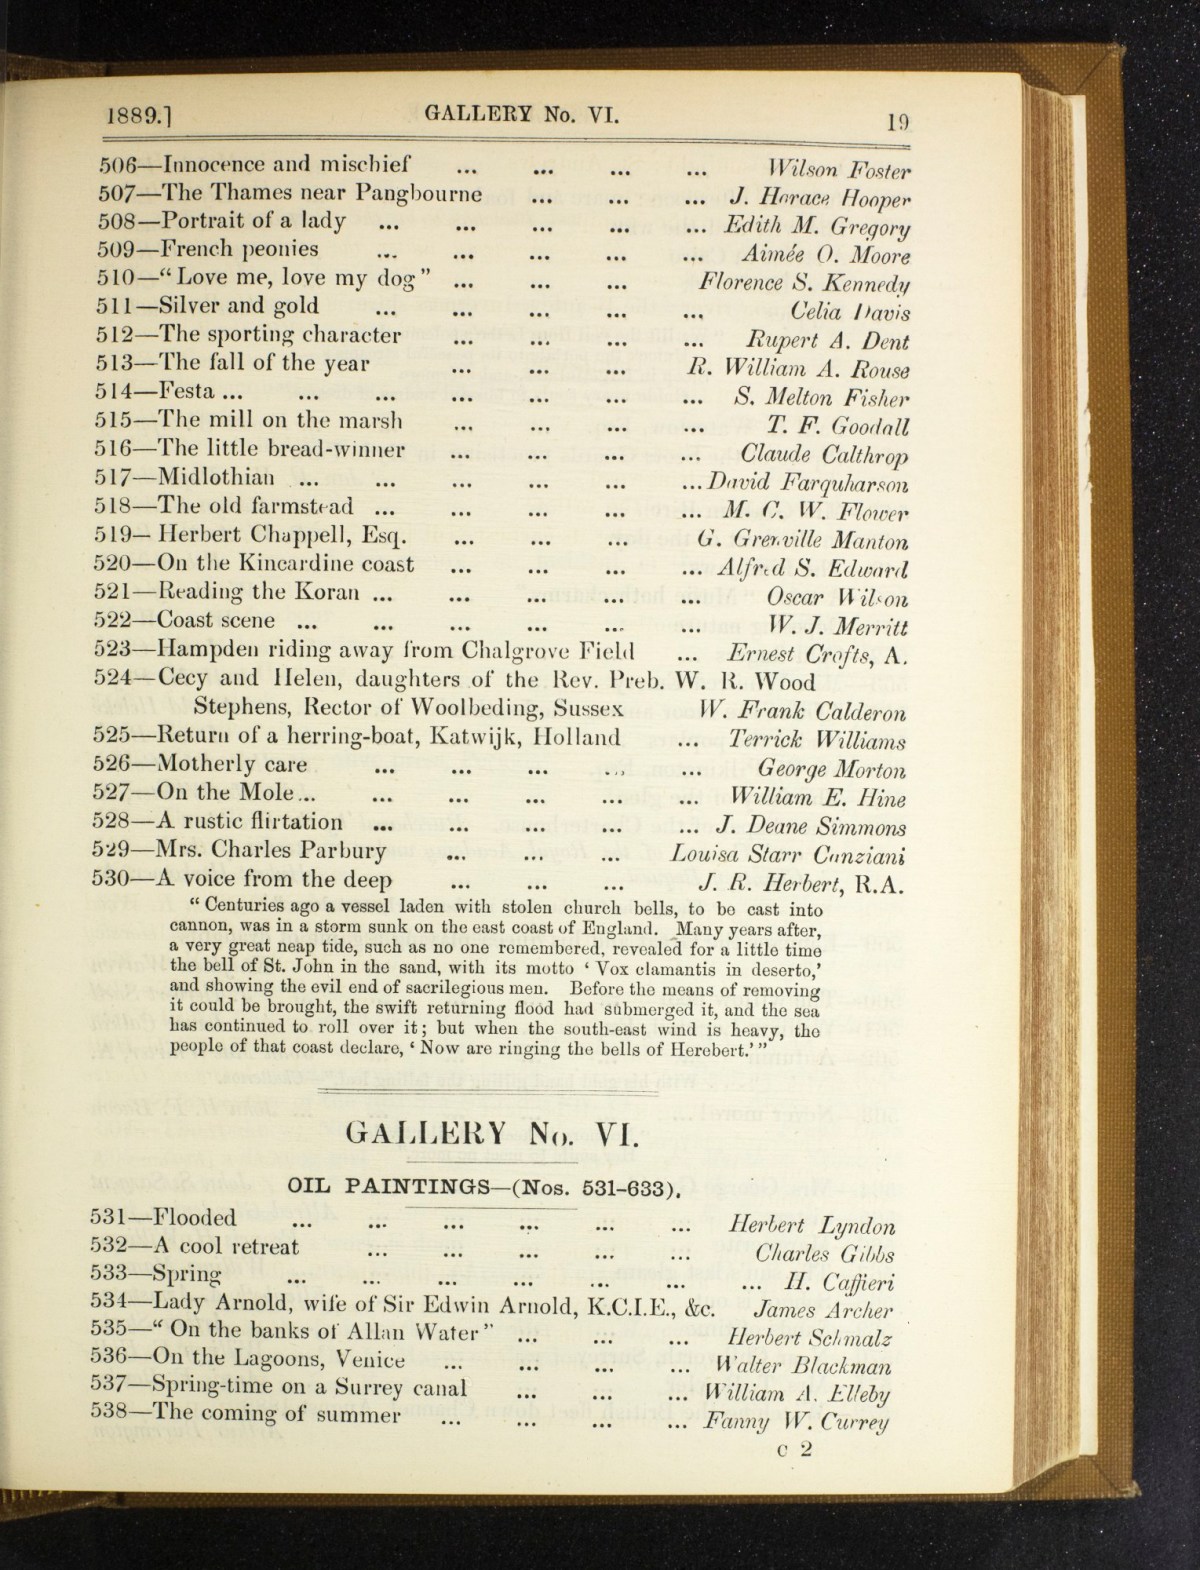 1889.] GALLERY No. VI. 19
506—Innocence and mischief ... ... ... ... Wilson Foster
507—The Thames near Pangbourne ... ... ... J. Horace Hooper
508—Portrait of a lady ... ... ... ... ... Edith M. Gregory
509—French peonies ... ... ... ... ... Aimée O. Moore
510—“Love me, love my dog” ... ... ... Florence S. Kennedy
511—Silver and gold ... ... ... ... ... Celia Davis
512—The sporting character ... ... ... ... Rupert A. Dent
513—The fall of the year ... ... ... R. William A. Rouse
514—Festa ... ... ... ... ... ... ... S. Melton Fisher
515—The mill on the marsh ... ... ... ... T. F. Goodall
516—The little bread-winner ... ... ... ... Claude Calthrop
517—Midlothian ... ... ... ... ... ... David Farquharson
518—The old farmstead ... ... ... ... ... M. C. W. Flower
519—Herbert Chappell, Esq. ... ... ... G. Grenville Manton
520—On the Kincardine coast ... ... ... ... Alfred S. Edward
521—Reading the Koran ... ... ... ... ... Oscar Wilson
522—Coast scene ... ... ... ... ... ... W. J. Merritt
523—Hampden riding away from Chalgrove Field ... Ernest Crofts, A.
524—Cecy and Helen, daughters of the Rev. Preb. W. R. Wood
Stephens, Rector of Woolbeding, Sussex W. Frank Calderon
525—Return of a herring-boat, Katwijk, Holland ... Terrick Williams
526—Motherly care ... ... ... ... ... George Morton
527—On the Mole ... ... ... ... ... ... William E. Hine
528—A rustic flirtation ... ... ... ... ... J. Deane Simmons
529—Mrs. Charles Parbury ... ... ... Louisa Starr Canziani
530—A voice from the deep ... ... ... J. R. Herbert, R.A.
“Centuries ago a vessel laden with stolen church bells, to be cast into
cannon, was in a storm sunk on the east coast of England. Many years after,
a very great neap tide, such as no one remembered, revealed for a little time
the bell of St. John in the sand, with its motto ‘Vox clamantis in deserto,’
and showing the evil end of sacrilegious men. Before the means of removing
it could be brought, the swift returning flood had submerged it, and the sea
has continued to roll over it; but when the south-east wind is heavy, the
people of that coast declare, ‘Now are ringing the bells of Herebert.’”
GALLERY No. VI.
OIL PAINTINGS—(Nos. 531-633).
531—Flooded ... ... ... ... ... ... Herbert Lyndon
532—A cool retreat ... ... ... ... ... Charles Gibbs
533—Spring ... ... ... ... ... ... ... H. Caffieri
534—Lady Arnold, wife of Sir Edwin Arnold, K.C.I.E., &c. James Archer
535—“On the banks of Allan Water” ... ... ... Herbert Schmalz
536—On the Lagoons, Venice ... ... ... ... Walter Blackman
537—Spring-time on a Surrey canal ... ... ... William A. Elleby
538—The coming of summer ... ... ... ... Fanny W. Currey
C 2